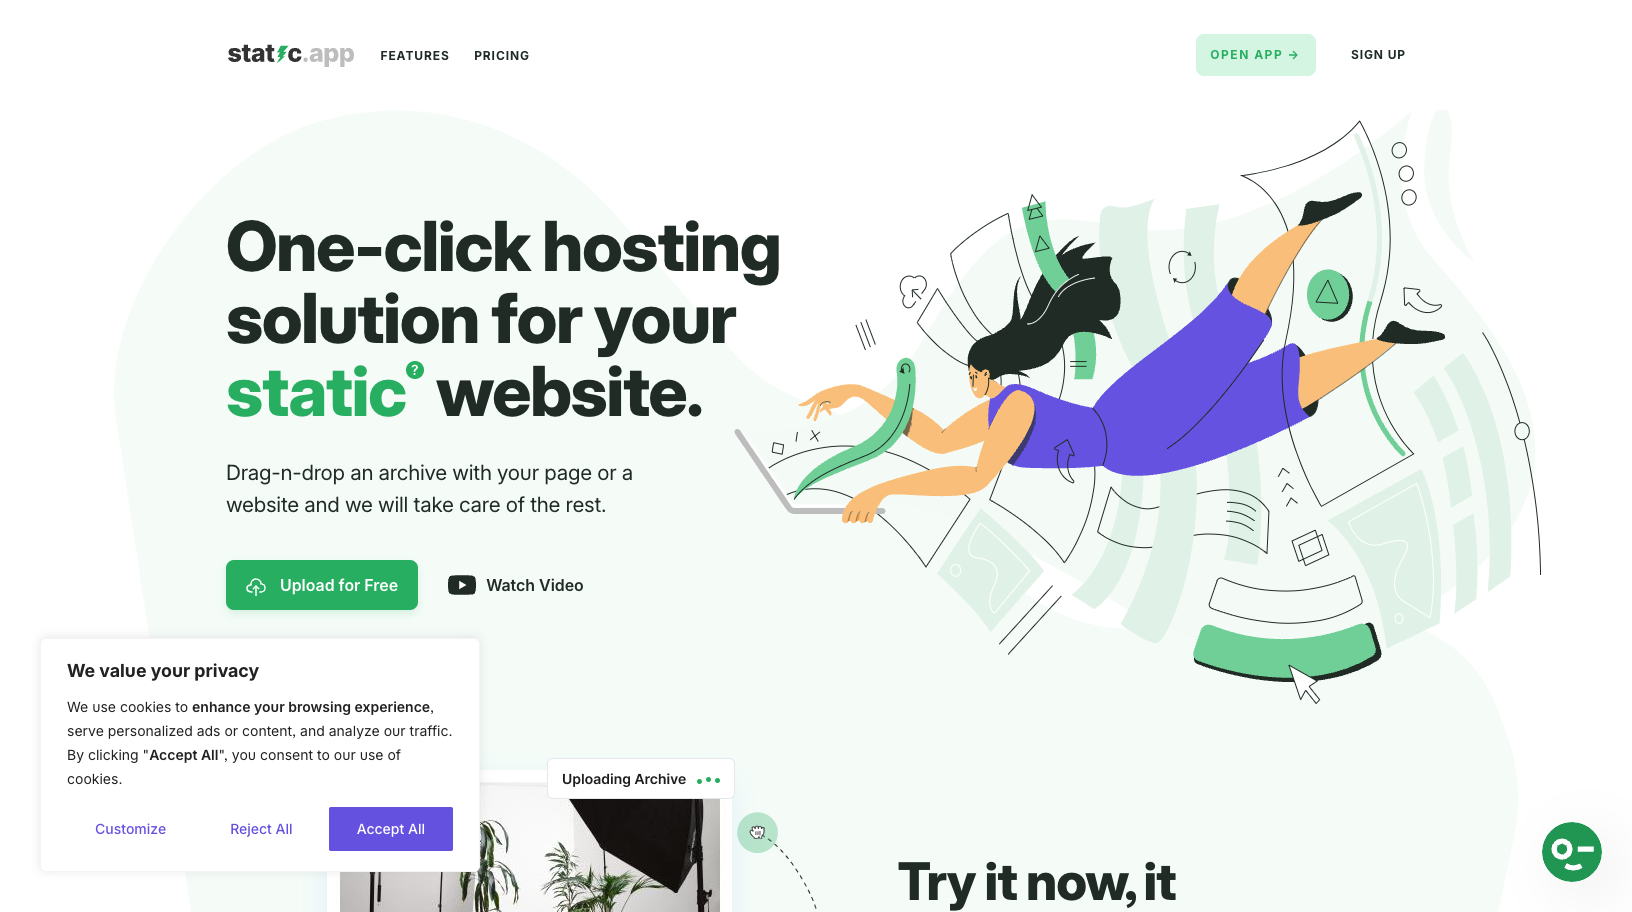 static.app
FEATURES
PRICING
OPEN APP →
SIGN UP
One-click hosting
solution for your
static? website.
Drag-n-drop an archive with your page or a
website and we will take care of the rest.
Upload for Free
Watch Video
We value your privacy
We use cookies to enhance your browsing experience,
serve personalized ads or content, and analyze our traffic.
By clicking "Accept All", you consent to our use of
cookies.
Customize
Reject All
Accept All
Uploading Archive
Try it now, it